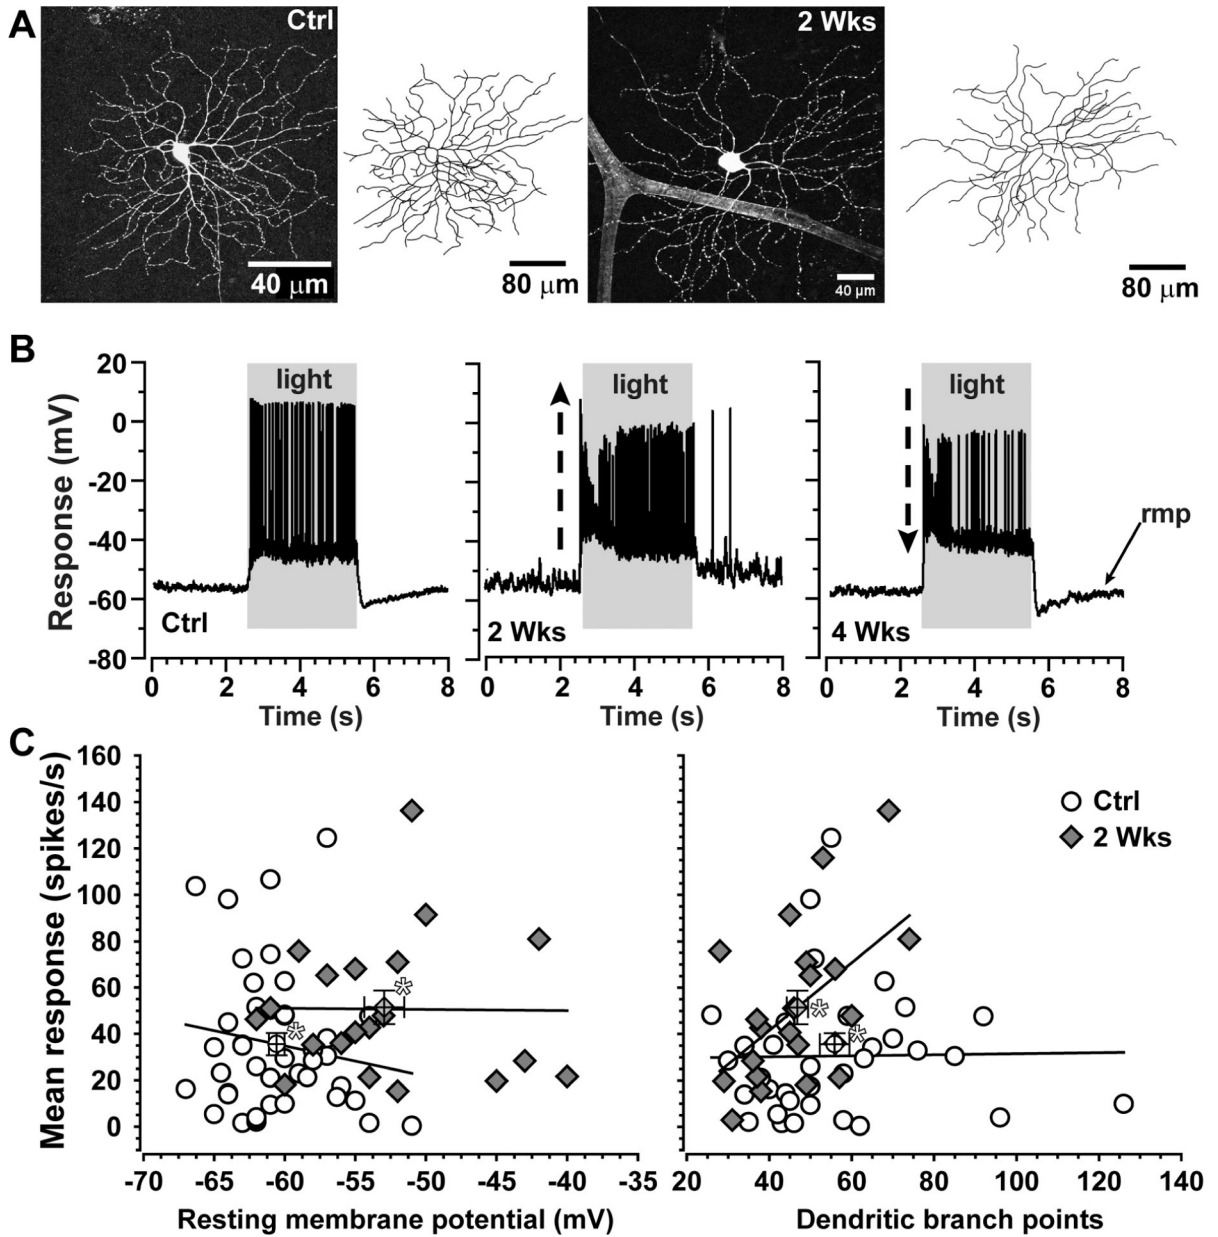 A
Ctrl
40 μm
80 μm
2 Wks
40 μm
80 μm
B
Response (mV)
20
0
-20
-40
-60
-80
light
Ctrl
0 2 4 6 8
Time (s)
light
2 Wks
0 2 4 6 8
Time (s)
light
rmp
4 Wks
0 2 4 6 8
Time (s)
C
Mean response (spikes/s)
160
140
120
100
80
60
40
20
0
*
*
-70 -65 -60 -55 -50 -45 -40 -35
Resting membrane potential (mV)
Ctrl
2 Wks
*
*
20 40 60 80 100 120 140
Dendritic branch points